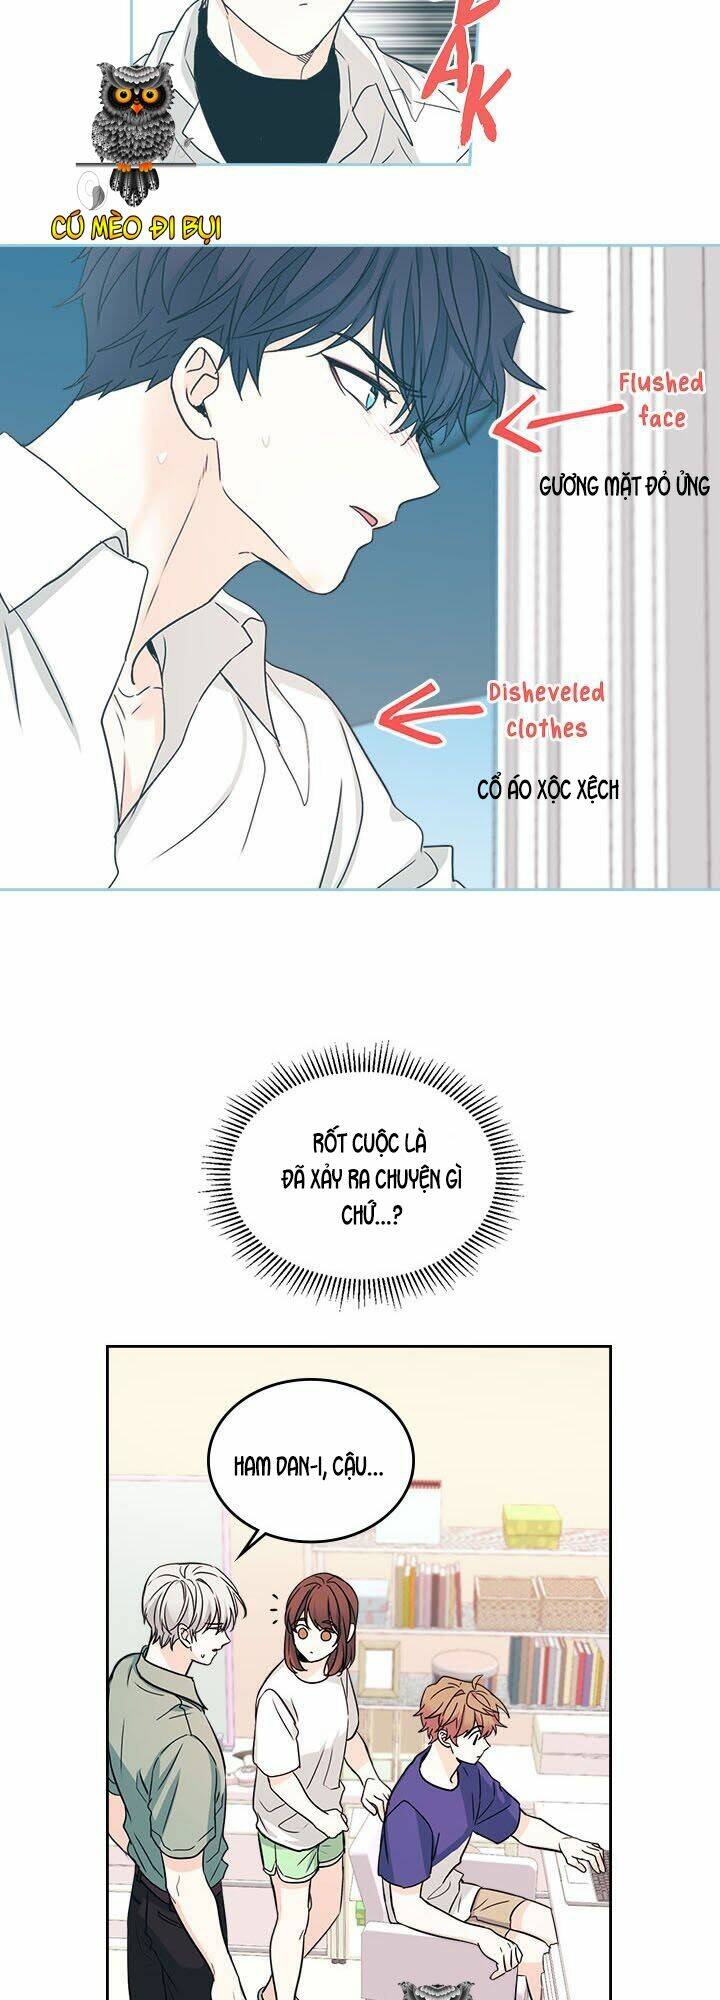 ĐAK
CÚ MÈO ĐI BỤI
Flushed
face
GƯƠNG MẶT ĐỎ ỬNG
Disheveled
clothes
CỔ ÁO XỘC XỆCH
RỐT CUỘC LÀ
ĐÃ XẢY RA CHUYỆN GÌ
CHỨ...?
HAM DAN-I, CẬU...